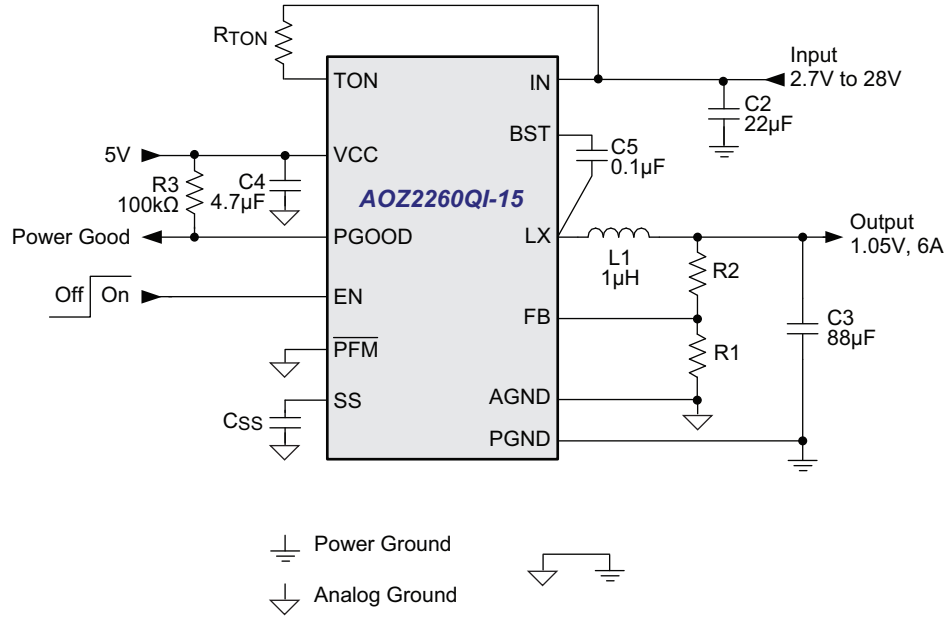 RTON
Input
2.7V to 28V
TON
IN
C2
22µF
BST
C5
0.1µF
5V
VCC
R3
100kΩ
C4
4.7µF
AOZ2260QI-15
Power Good
PGOOD
LX
Output
1.05V, 6A
L1
1µH
R2
Off
On
EN
FB
C3
88µF
R1
PFM
SS
AGND
CSS
PGND
Power Ground
Analog Ground